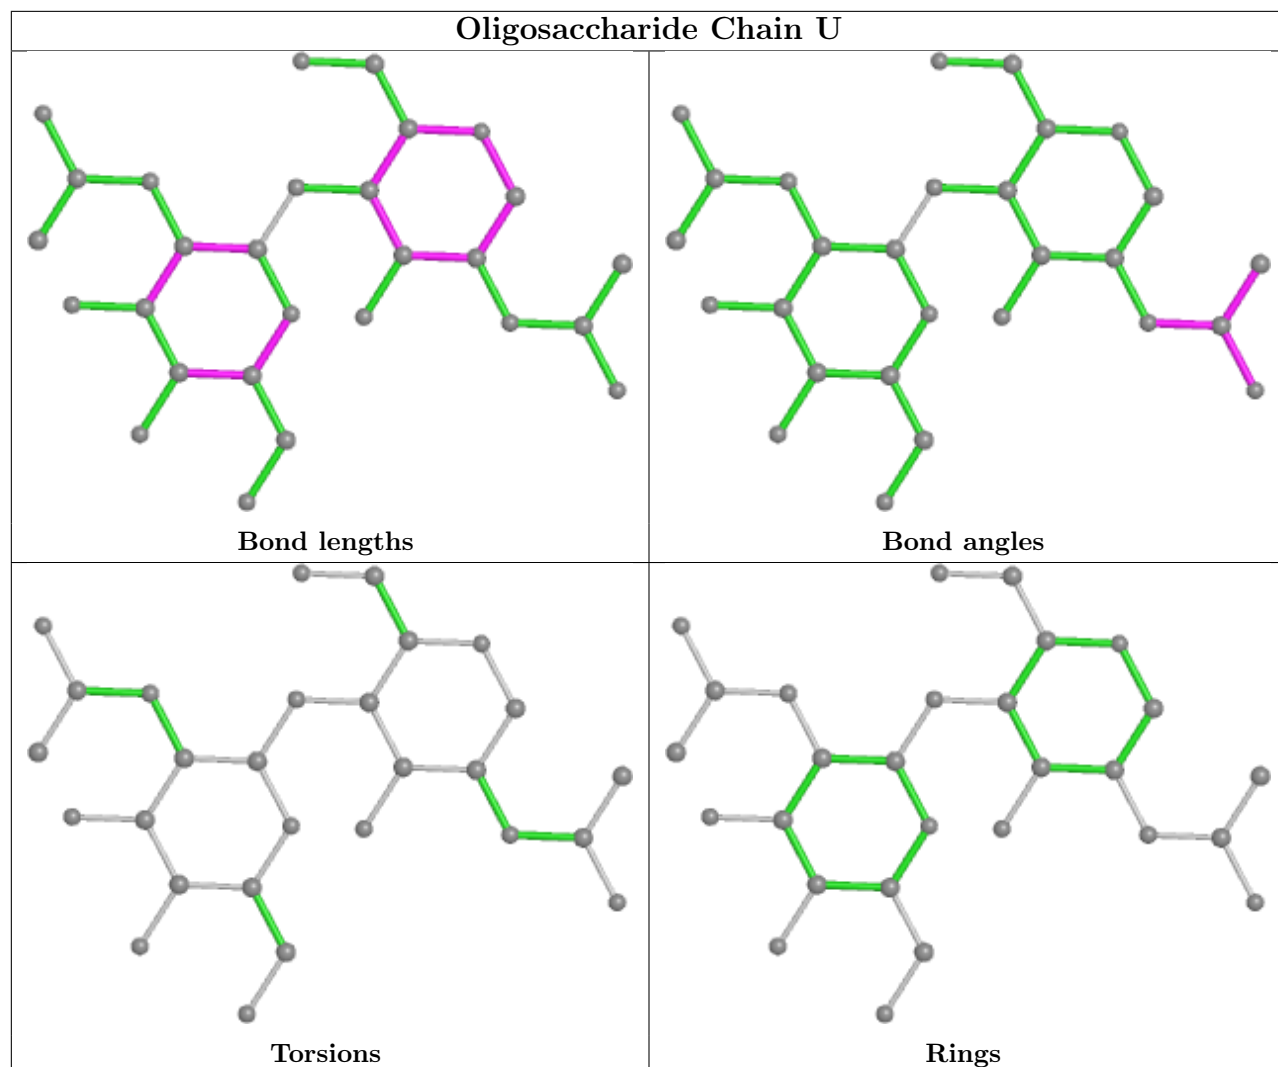 Oligosaccharide Chain U
Bond lengths
Bond angles
Torsions
Rings